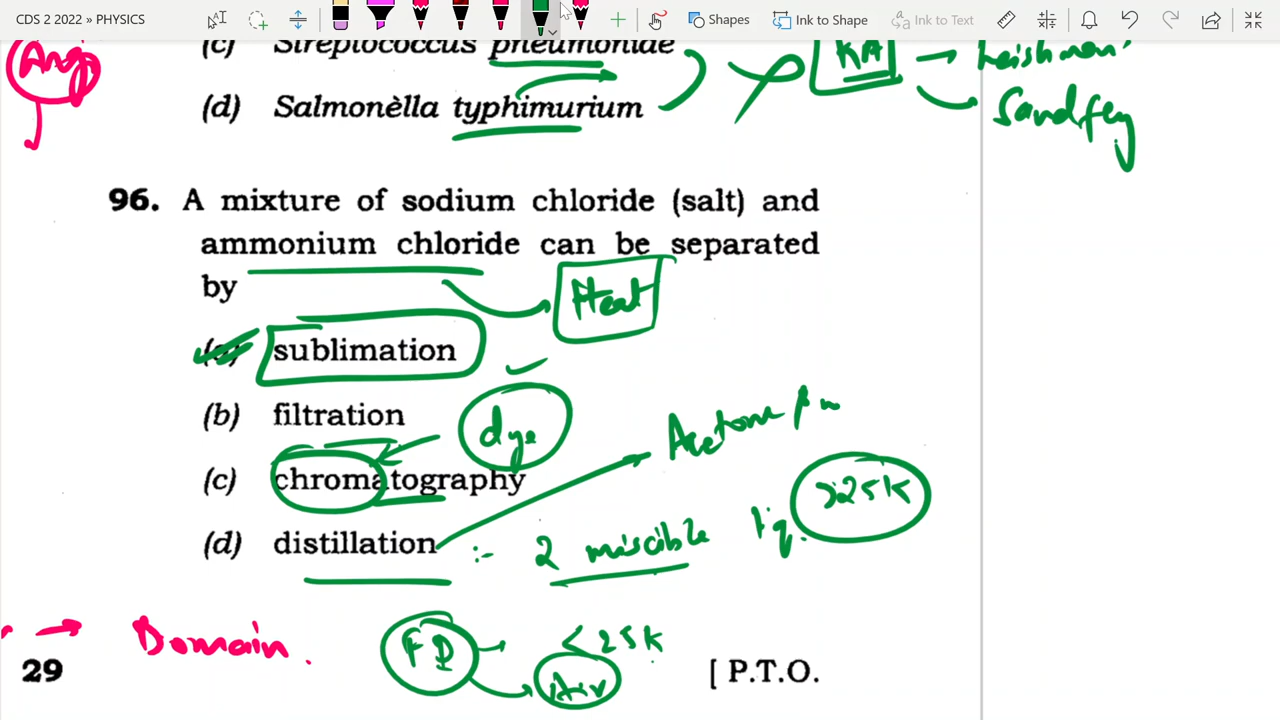 CDS 2 2022 » PHYSICS
Shapes
Ink to Shape
Ink to Text
(c) Streptococcus pneumoniae
KA → Leishman
(d) Salmonella typhimurium
Sandfly
96. A mixture of sodium chloride (salt) and
ammonium chloride can be separated
by
Heat
(a) sublimation
(b) filtration
dye
Acetone
(c) chromatography
>25K
(d) distillation :- 2 miscible liq.
→ Domain.
FD
<25K
Air
29
[ P.T.O.